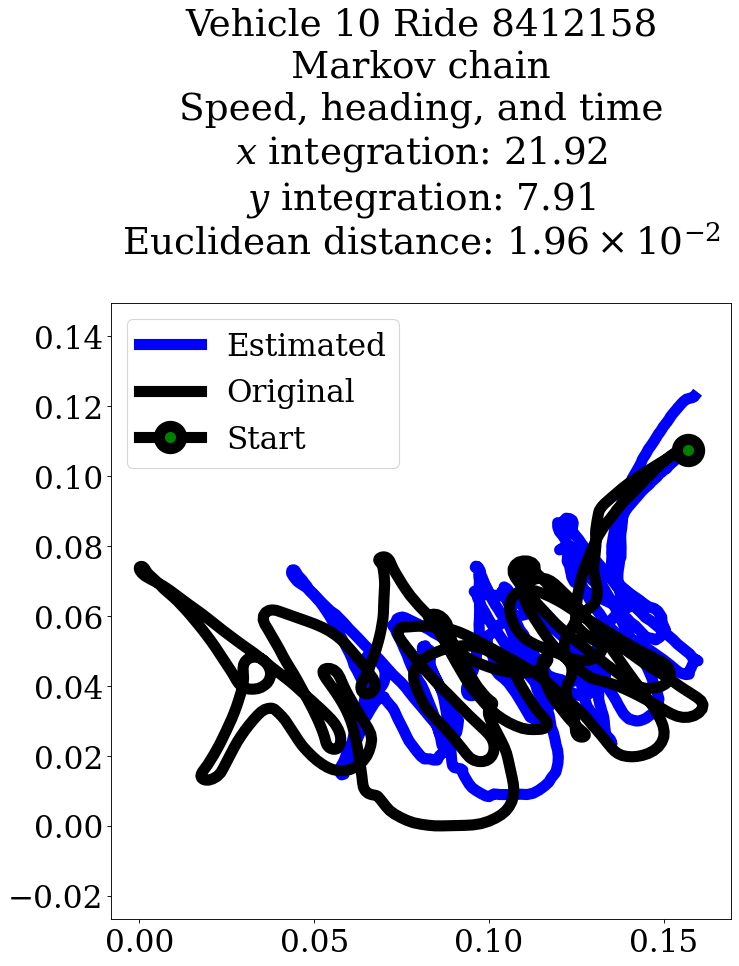 Vehicle 10 Ride 8412158
Markov chain
Speed, heading, and time
x integration: 21.92
y integration: 7.91
Euclidean distance: 1.96 × 10⁻²
Estimated
Original
Start
0.14
0.12
0.10
0.08
0.06
0.04
0.02
0.00
−0.02
0.00 0.05 0.10 0.15